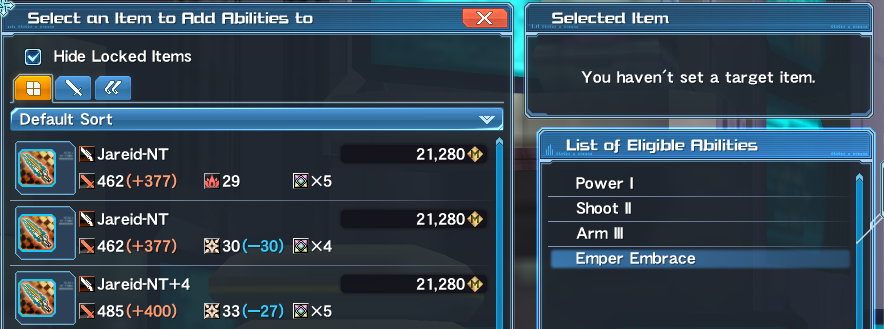 Select an Item to Add Abilities to
Hide Locked Items
Default Sort
Jareid-NT 21,280
462(+377) 29 ×5
Jareid-NT 21,280
462(+377) 30(−30) ×4
Jareid-NT+4 21,280
485(+400) 33(−27) ×5
Selected Item
You haven't set a target item.
List of Eligible Abilities
Power I
Shoot II
Arm III
Emper Embrace